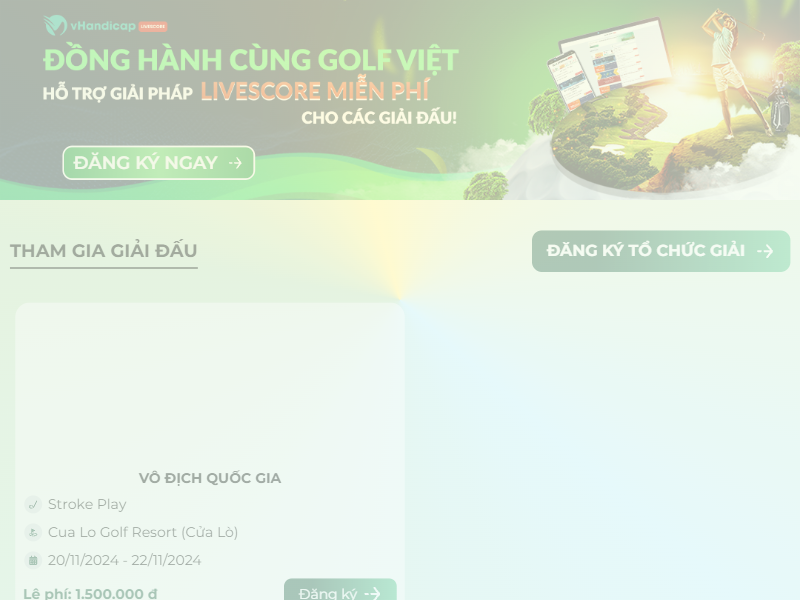 vHandicap LIVESCORE
ĐỒNG HÀNH CÙNG GOLF VIỆT
HỖ TRỢ GIẢI PHÁP LIVESCORE MIỄN PHÍ
CHO CÁC GIẢI ĐẤU!
ĐĂNG KÝ NGAY
THAM GIA GIẢI ĐẤU
ĐĂNG KÝ TỔ CHỨC GIẢI
VÔ ĐỊCH QUỐC GIA
Stroke Play
Cua Lo Golf Resort (Cửa Lò)
20/11/2024 - 22/11/2024
Lệ phí: 1.500.000 đ
Đăng ký